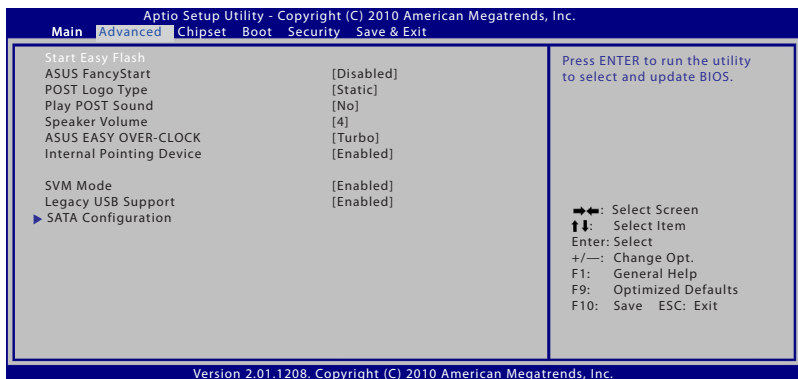 Aptio Setup Utility - Copyright (C) 2010 American Megatrends, Inc.
Main Advanced Chipset Boot Security Save & Exit
Start Easy Flash
ASUS FancyStart [Disabled]
POST Logo Type [Static]
Play POST Sound [No]
Speaker Volume [4]
ASUS EASY OVER-CLOCK [Turbo]
Internal Pointing Device [Enabled]
SVM Mode [Enabled]
Legacy USB Support [Enabled]
SATA Configuration
Press ENTER to run the utility
to select and update BIOS.
→←: Select Screen
↑↓: Select Item
Enter: Select
+/—: Change Opt.
F1: General Help
F9: Optimized Defaults
F10: Save ESC: Exit
Version 2.01.1208. Copyright (C) 2010 American Megatrends, Inc.